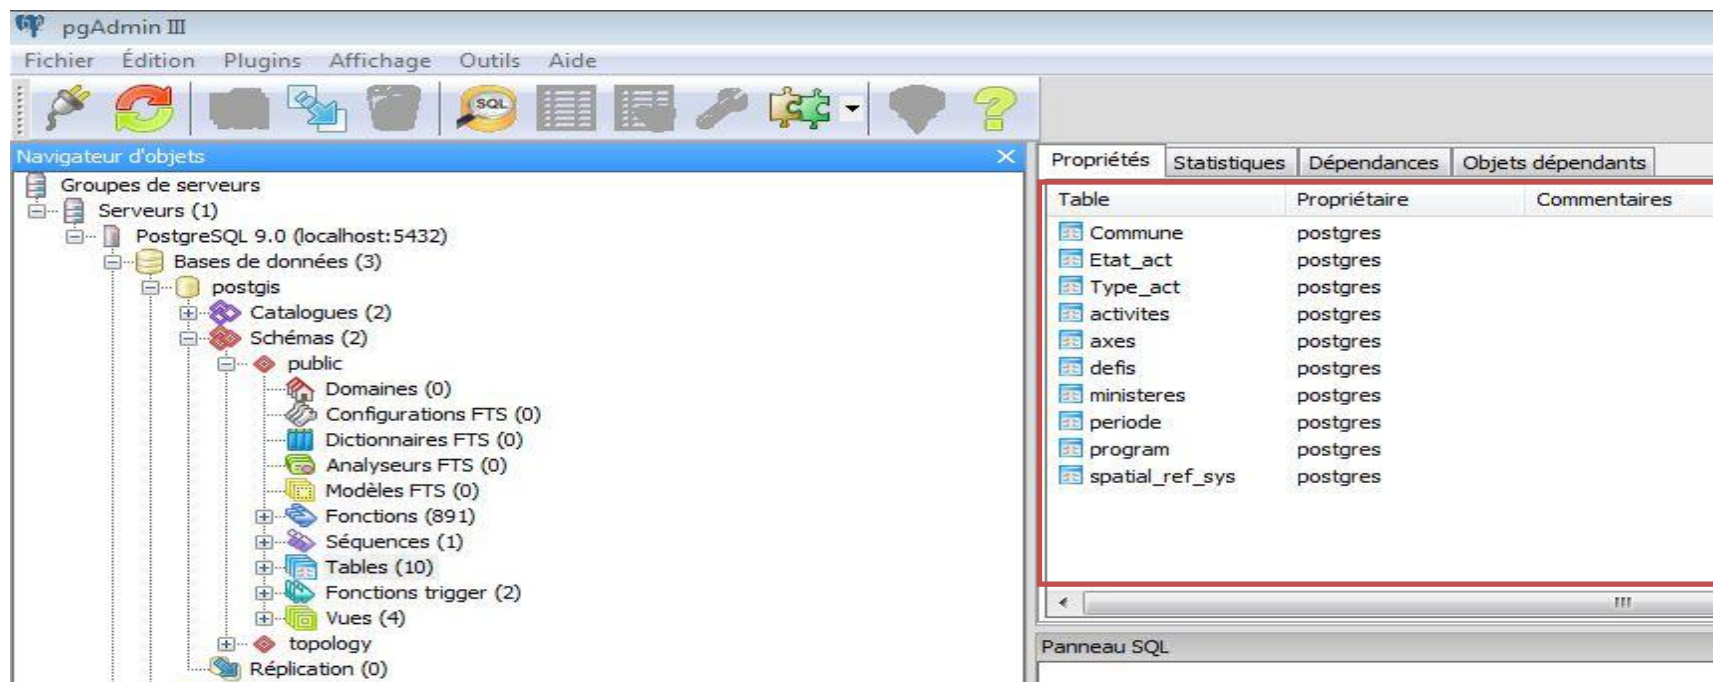 pgAdmin III
Fichier Édition Plugins Affichage Outils Aide
SQL
Navigateur d'objets
Groupes de serveurs
Serveurs (1)
PostgreSQL 9.0 (localhost:5432)
Bases de données (3)
postgis
Catalogues (2)
Schémas (2)
public
Domaines (0)
Configurations FTS (0)
Dictionnaires FTS (0)
Analyseurs FTS (0)
Modèles FTS (0)
Fonctions (891)
Séquences (1)
Tables (10)
Fonctions trigger (2)
Vues (4)
topology
Réplication (0)
Propriétés Statistiques Dépendances Objets dépendants
Table Propriétaire Commentaires
Commune postgres
Etat_act postgres
Type_act postgres
activites postgres
axes postgres
defis postgres
ministeres postgres
periode postgres
program postgres
spatial_ref_sys postgres
Panneau SQL